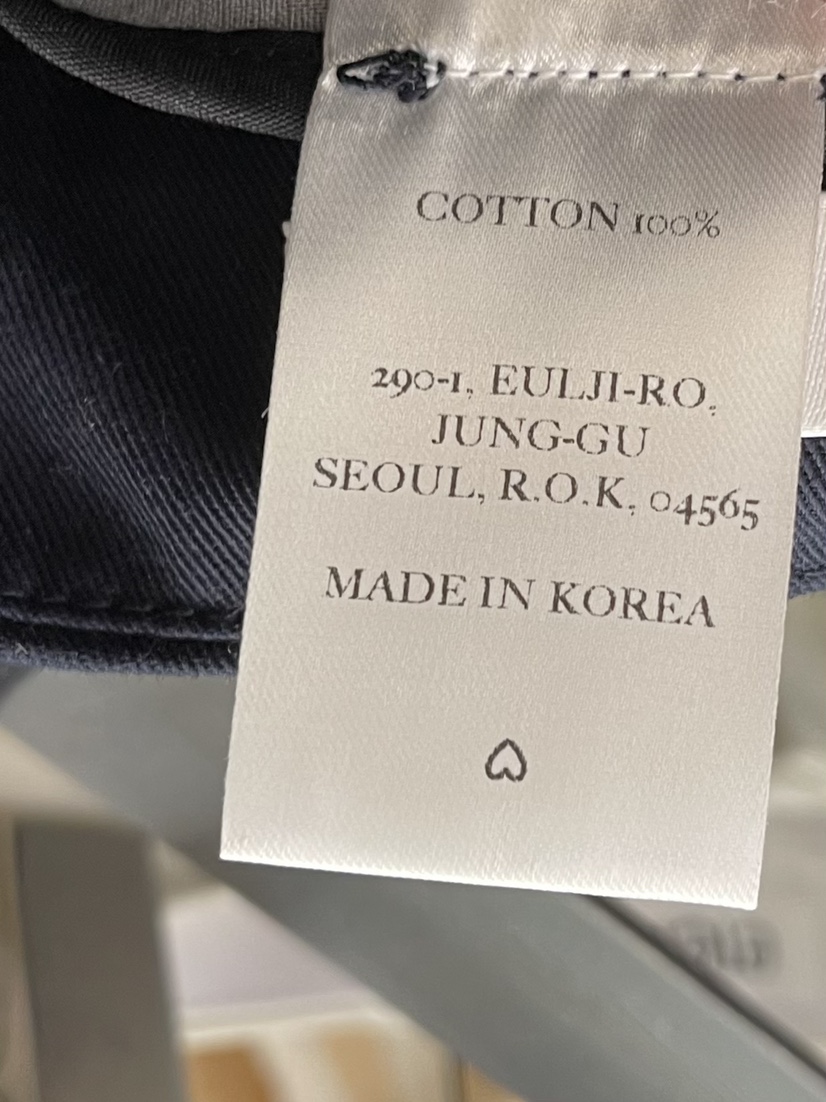 COTTON 100%
290-1, EULJI-RO,
JUNG-GU
SEOUL, R.O.K, 04565
MADE IN KOREA